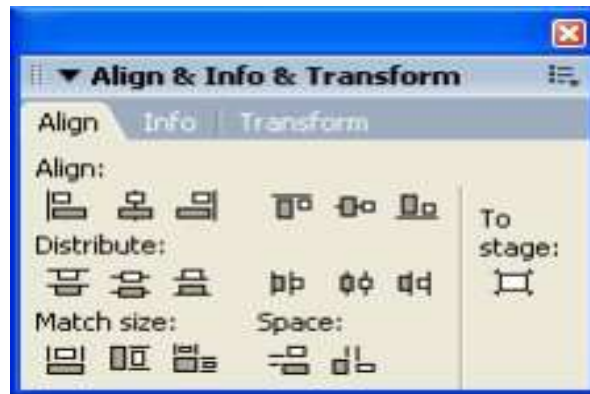 Align & Info & Transform
Align Info Transform
Align:
Distribute:
To
stage:
Match size: Space: